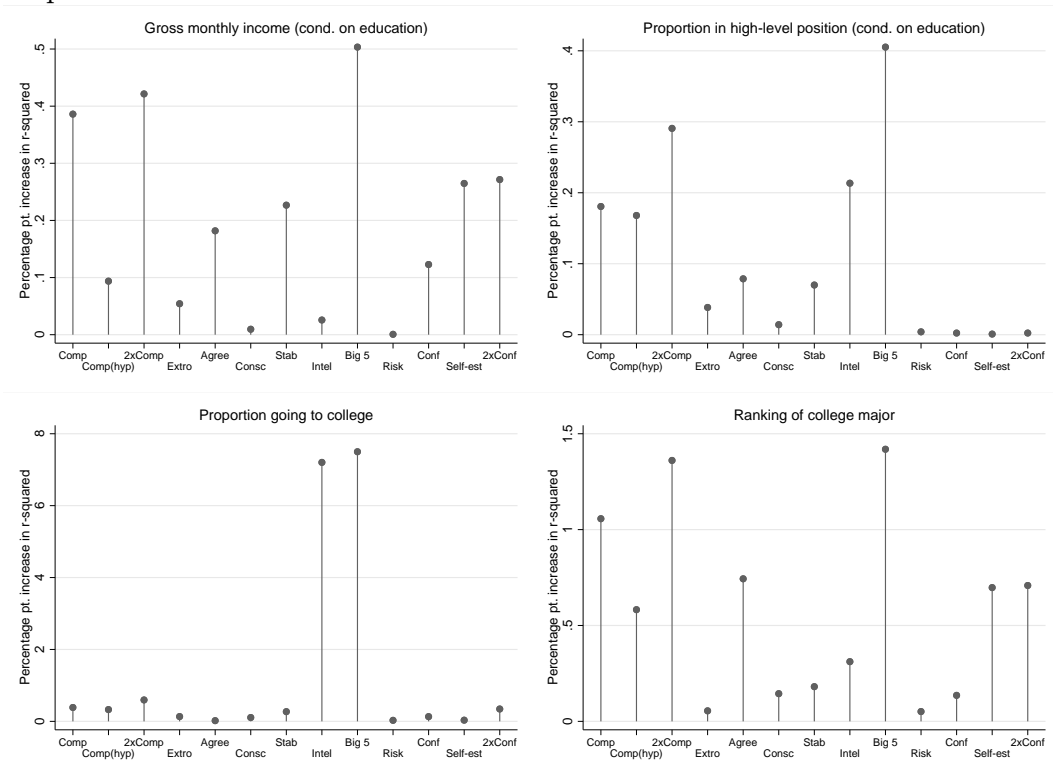 Gross monthly income (cond. on education)
Percentage pt. increase in r-squared
.5
.4
.3
.2
.1
0
Comp 2xComp Agree Stab Big 5 Conf 2xConf
Comp(hyp) Extro Consc Intel Risk Self-est
Proportion in high-level position (cond. on education)
Percentage pt. increase in r-squared
.4
.3
.2
.1
0
Comp 2xComp Agree Stab Big 5 Conf 2xConf
Comp(hyp) Extro Consc Intel Risk Self-est
Proportion going to college
Percentage pt. increase in r-squared
8
6
4
2
0
Comp 2xComp Agree Stab Big 5 Conf 2xConf
Comp(hyp) Extro Consc Intel Risk Self-est
Ranking of college major
Percentage pt. increase in r-squared
1.5
1
.5
0
Comp 2xComp Agree Stab Big 5 Conf 2xConf
Comp(hyp) Extro Consc Intel Risk Self-est